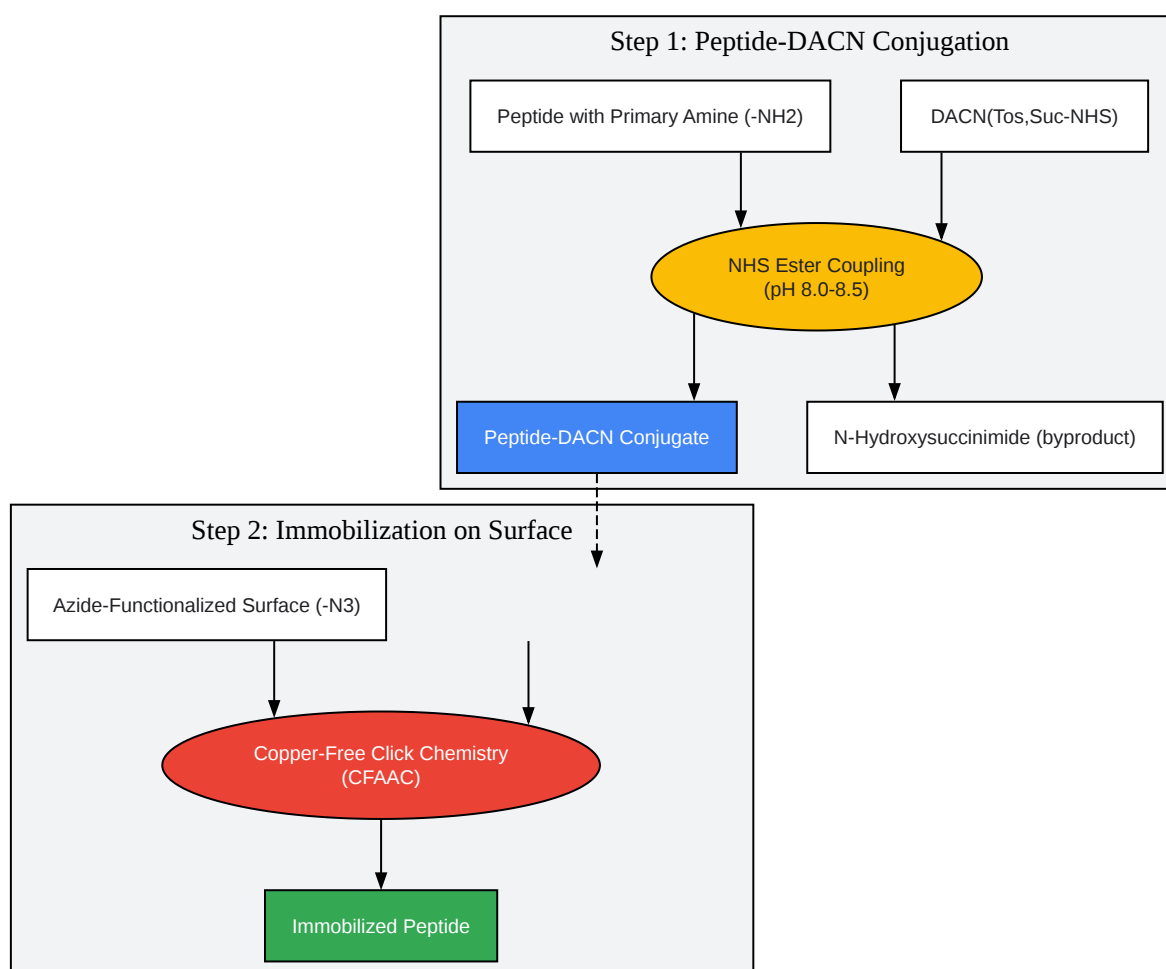 Step 1: Peptide-DACN Conjugation
Peptide with Primary Amine (-NH2)
DACN(Tos,Suc-NHS)
NHS Ester Coupling
(pH 8.0-8.5)
Peptide-DACN Conjugate
N-Hydroxysuccinimide (byproduct)
Step 2: Immobilization on Surface
Azide-Functionalized Surface (-N3)
Copper-Free Click Chemistry
(CFAAC)
Immobilized Peptide